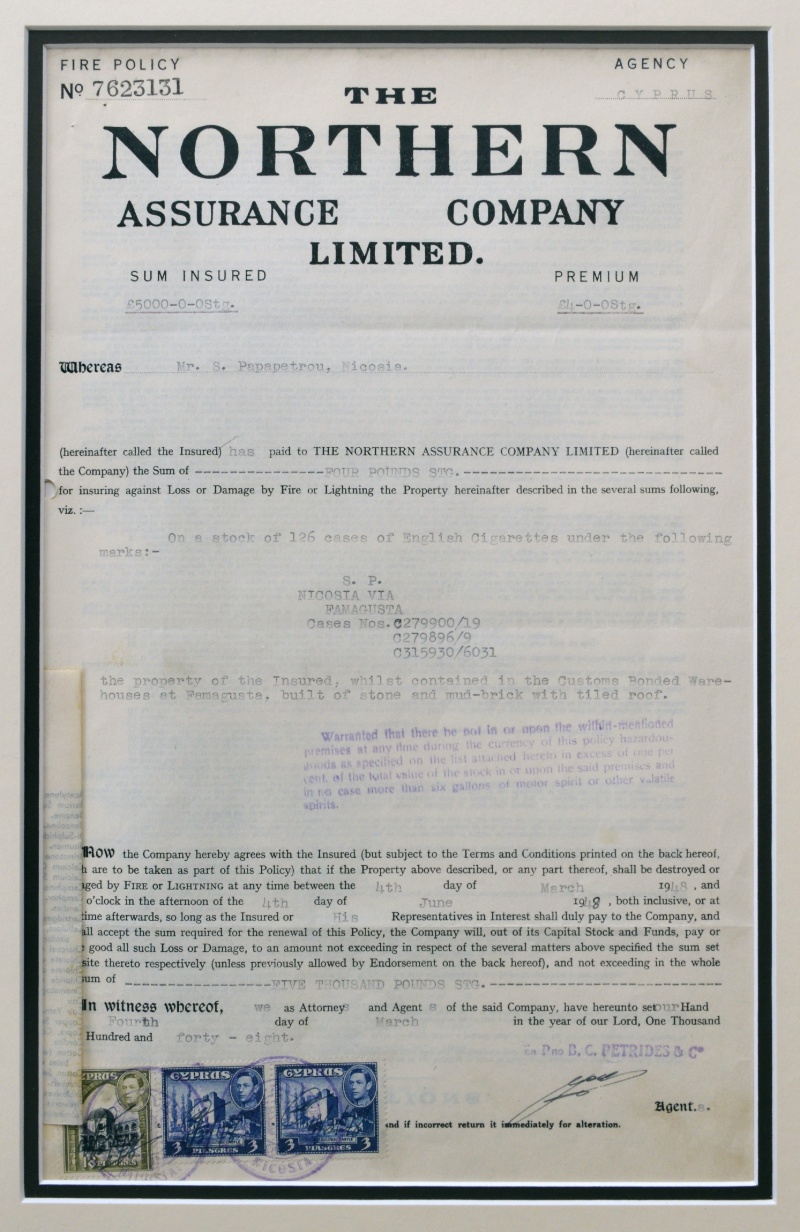 FIRE POLICY
AGENCY
No 7623131
CYPRUS
THE
NORTHERN
ASSURANCE COMPANY
LIMITED.
SUM INSURED
PREMIUM
£5000-0-0Stg.
£4-0-0Stg.
Whereas Mr. S. Papapetrou, Nicosia.
(hereinafter called the Insured) has paid to THE NORTHERN ASSURANCE COMPANY LIMITED (hereinafter called
the Company) the Sum of ---------------FOUR POUNDS STG.------------------------------
for insuring against Loss or Damage by Fire or Lightning the Property hereinafter described in the several sums following,
viz. :—
On a stock of 126 cases of English Cigarettes under the following
marks:-
S. P.
NICOSIA VIA
FAMAGUSTA
Cases Nos. C279900/19
C279896/9
C315930/6031
the property of the Insured, whilst contained in the Customs Bonded Ware-
houses at Famagusta, built of stone and mud-brick with tiled roof.
Warranted that there be not in or upon the within-mentioned
premises at any time during the currency of this policy hazardous
goods as specified on the list attached hereto in excess of one per
cent. of the total value of the stock in or upon the said premises and
in no case more than six gallons of motor spirit or other volatile
spirits.
Now the Company hereby agrees with the Insured (but subject to the Terms and Conditions printed on the back hereof,
are to be taken as part of this Policy) that if the Property above described, or any part thereof, shall be destroyed or
by FIRE or LIGHTNING at any time between the 4th day of March 1948, and
o'clock in the afternoon of the 4th day of June 1948, both inclusive, or at
time afterwards, so long as the Insured or His Representatives in Interest shall duly pay to the Company, and
accept the sum required for the renewal of this Policy, the Company will, out of its Capital Stock and Funds, pay or
good all such Loss or Damage, to an amount not exceeding in respect of the several matters above specified the sum set
site thereto respectively (unless previously allowed by Endorsement on the back hereof), and not exceeding in the whole
um of -----------------FIVE THOUSAND POUNDS STG.---------------------------
In witness whereof, we as Attorneys and Agent s of the said Company, have hereunto set our Hand
Fourth day of March in the year of our Lord, One Thousand
Hundred and forty - eight.
B. C. PETRIDES & Co
CYPRUS
CYPRUS
CYPRUS
Agent.s.
nd if incorrect return it immediately for alteration.
PIASTRES
3 PIASTRES 3
3 PIASTRES 3
NICOSIA